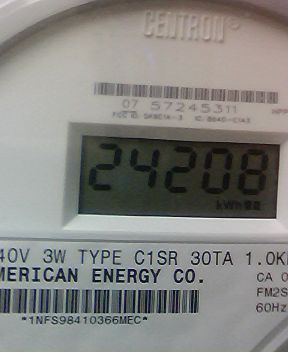 CENTRON®
07 57245311
24208
kWh
40V 3W TYPE C1SR 30TA 1.0K
MERICAN ENERGY CO.
CA 0
FM2S
60Hz
*1NFS98410366MEC*